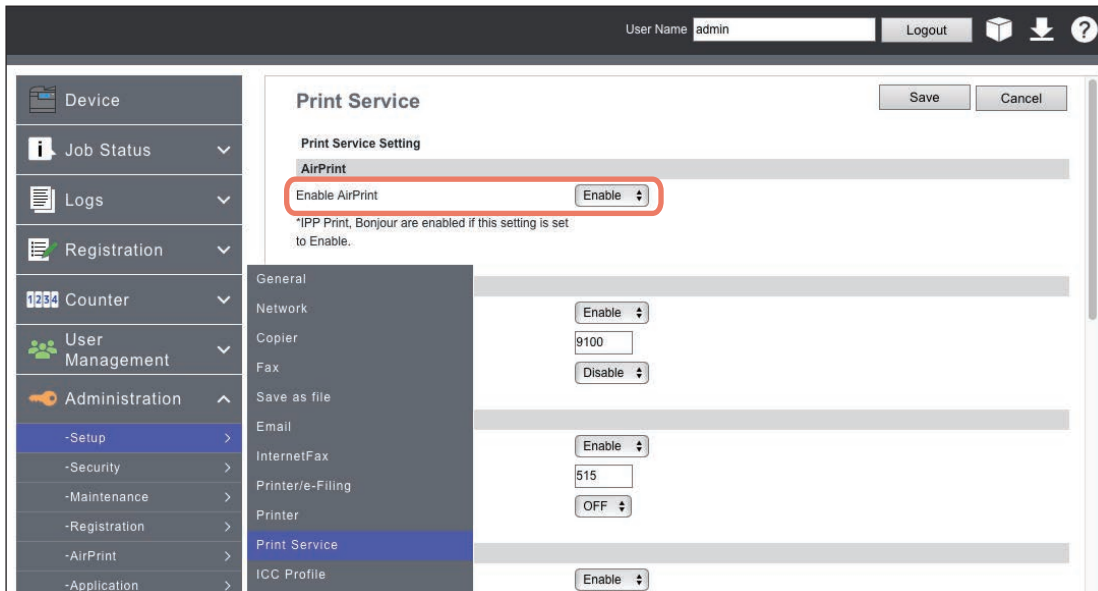 User Name admin Logout ?
Device
i Job Status
Logs
Registration
1234 Counter
User
Management
Administration
-Setup
-Security
-Maintenance
-Registration
-AirPrint
-Application
General
Network
Copier
Fax
Save as file
Email
InternetFax
Printer/e-Filing
Printer
Print Service
ICC Profile
Print Service Save Cancel
Print Service Setting
AirPrint
Enable AirPrint Enable
*IPP Print, Bonjour are enabled if this setting is set
to Enable.
Enable
9100
Disable
Enable
515
OFF
Enable